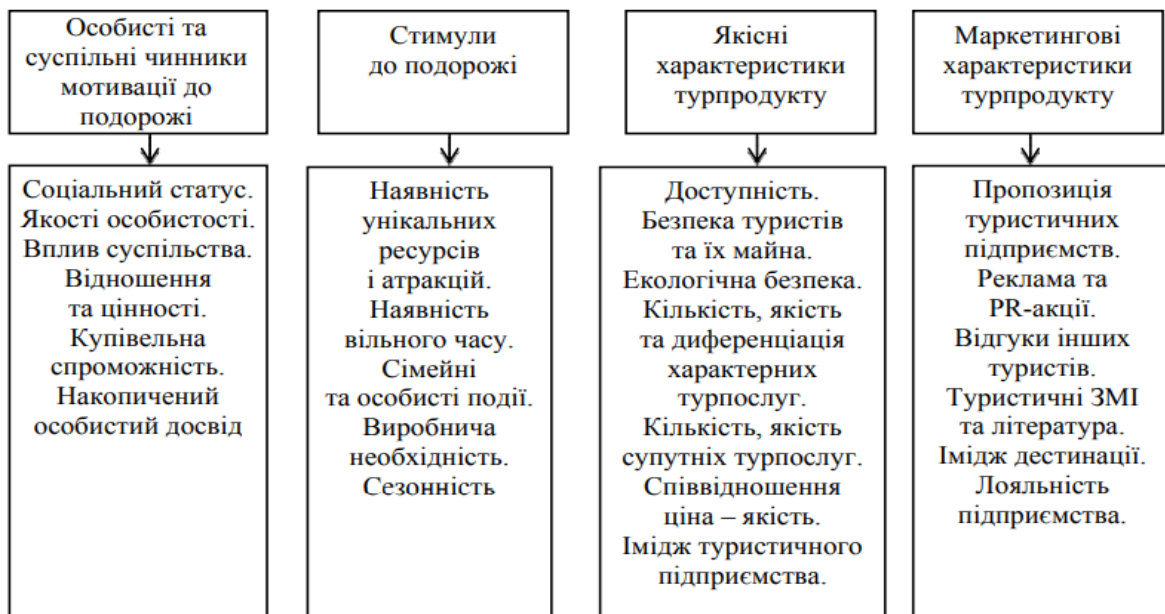 Особисті та
суспільні чинники
мотивації до
подорожі
Соціальний статус.
Якості особистості.
Вплив суспільства.
Відношення
та цінності.
Купівельна
спроможність.
Накопичений
особистий досвід
Стимули
до подорожі
Наявність
унікальних
ресурсів
і атракцій.
Наявність
вільного часу.
Сімейні
та особисті події.
Виробнича
необхідність.
Сезонність
Якісні
характеристики
турпродукту
Доступність.
Безпека туристів
та їх майна.
Екологічна безпека.
Кількість, якість
та диференціація
характерних
турпослуг.
Кількість, якість
супутніх турпослуг.
Співвідношення
ціна – якість.
Імідж туристичного
підприємства.
Маркетингові
характеристики
турпродукту
Пропозиція
туристичних
підприємств.
Реклама та
PR-акції.
Відгуки інших
туристів.
Туристичні ЗМІ
та література.
Імідж дестинації.
Лояльність
підприємства.